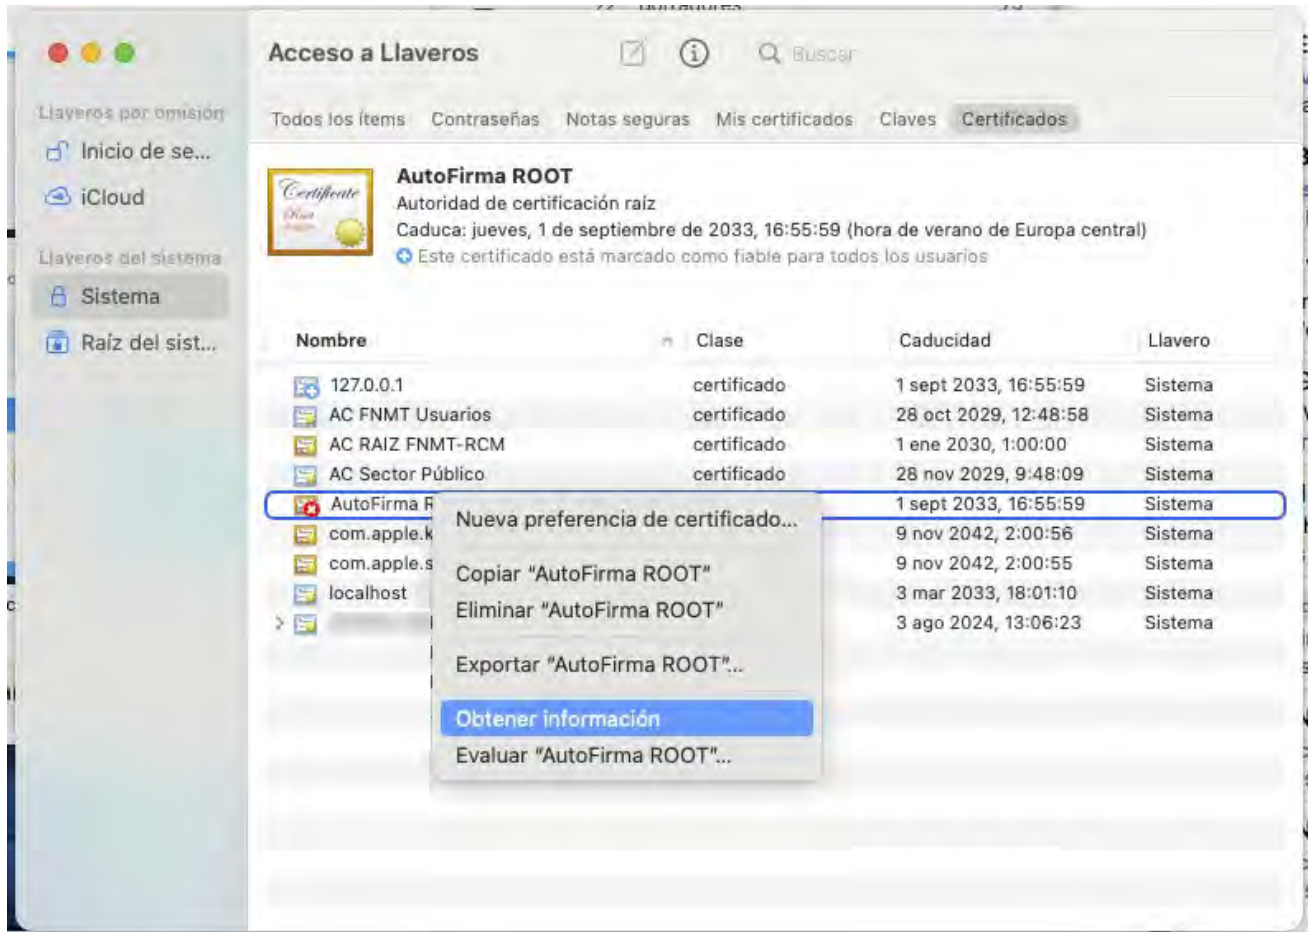 Acceso a Llaveros
Buscar
Llaveros por omisión
Inicio de se...
iCloud
Llaveros del sistema
Sistema
Raíz del sist...
Todos los ítems Contraseñas Notas seguras Mis certificados Claves Certificados
Certificate
Root
AutoFirma ROOT
Autoridad de certificación raíz
Caduca: jueves, 1 de septiembre de 2033, 16:55:59 (hora de verano de Europa central)
Este certificado está marcado como fiable para todos los usuarios
Nombre Clase Caducidad Llavero
127.0.0.1 certificado 1 sept 2033, 16:55:59 Sistema
AC FNMT Usuarios certificado 28 oct 2029, 12:48:58 Sistema
AC RAIZ FNMT-RCM certificado 1 ene 2030, 1:00:00 Sistema
AC Sector Público certificado 28 nov 2029, 9:48:09 Sistema
AutoFirma R 1 sept 2033, 16:55:59 Sistema
com.apple.k 9 nov 2042, 2:00:56 Sistema
com.apple.s 9 nov 2042, 2:00:55 Sistema
localhost 3 mar 2033, 18:01:10 Sistema
3 ago 2024, 13:06:23 Sistema
Nueva preferencia de certificado...
Copiar "AutoFirma ROOT"
Eliminar "AutoFirma ROOT"
Exportar "AutoFirma ROOT"...
Obtener información
Evaluar "AutoFirma ROOT"...